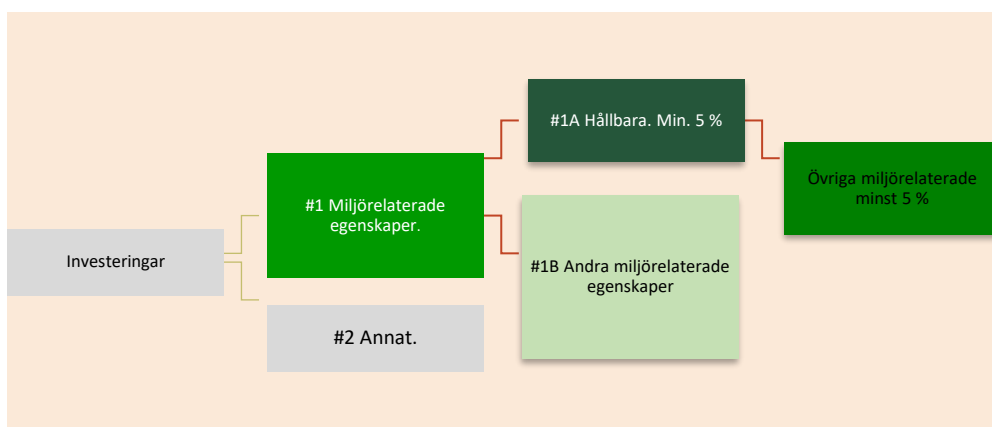 Investeringar
#1 Miljörelaterade
egenskaper.
#2 Annat.
#1A Hållbara. Min. 5 %
#1B Andra miljörelaterade
egenskaper
Övriga miljörelaterade
minst 5 %